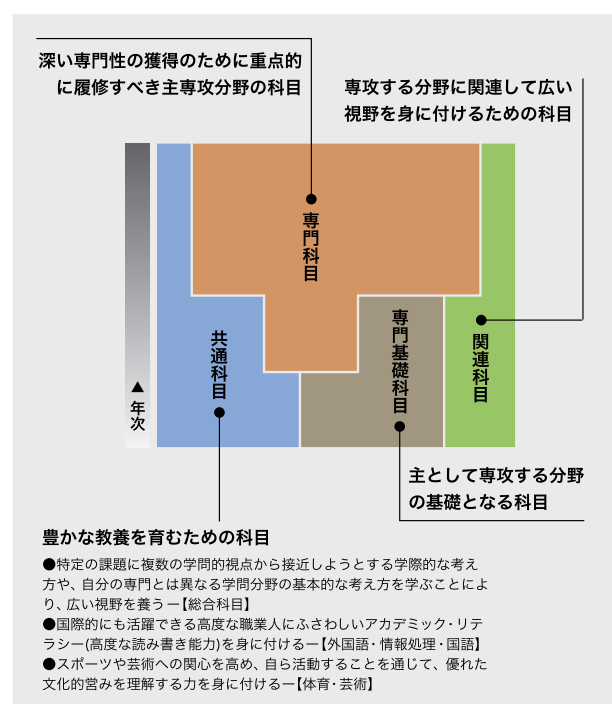 深い専門性の獲得のために重点的
に履修すべき主専攻分野の科目
専攻する分野に関連して広い
視野を身に付けるための科目
専門科目
共通科目
専門基礎科目
関連科目
▲年次
主として専攻する分野
の基礎となる科目
豊かな教養を育むための科目
●特定の課題に複数の学問的視点から接近しようとする学際的な考え
方や、自分の専門とは異なる学問分野の基本的な考え方を学ぶことによ
り、広い視野を養うー【総合科目】
●国際的にも活躍できる高度な職業人にふさわしいアカデミック・リテ
ラシー(高度な読み書き能力)を身に付けるー【外国語・情報処理・国語】
●スポーツや芸術への関心を高め、自ら活動することを通じて、優れた
文化的営みを理解する力を身に付けるー【体育・芸術】